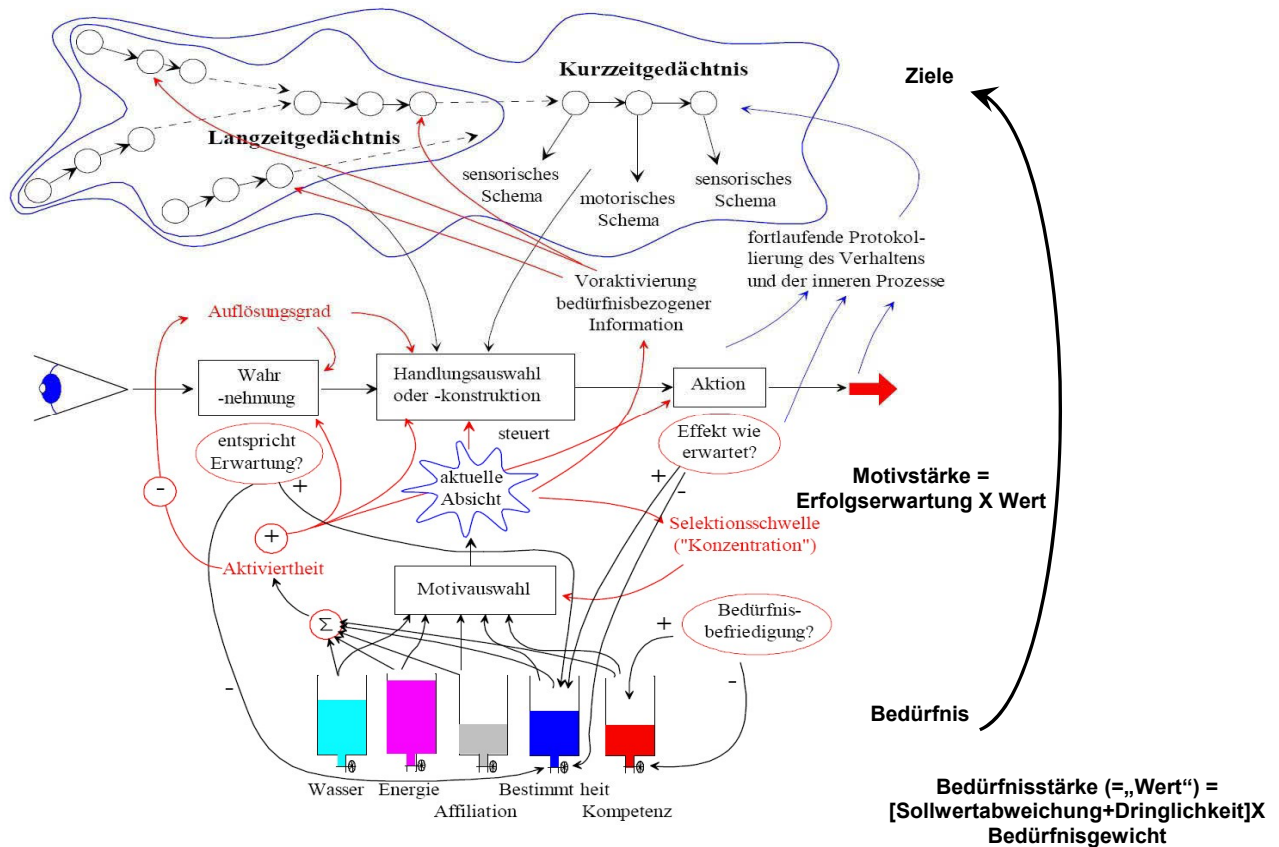 Kurzzeitgedächtnis
Ziele
Langzeitgedächtnis
sensorisches
Schema
motorisches
Schema
sensorisches
Schema
fortlaufende Protokol-
lierung des Verhaltens
und der inneren Prozesse
Voraktivierung
bedürfnisbezogener
Information
Auflösungsgrad
Wahr
-nehmung
Handlungsauswahl
oder -konstruktion
Aktion
steuert
entspricht
Erwartung?
Effekt wie
erwartet?
+
-
+
-
aktuelle
Absicht
Motivstärke =
Erfolgserwartung X Wert
Selektionsschwelle
("Konzentration")
+
Aktiviertheit
Motivauswahl
Bedürfnis-
befriedigung?
+
Σ
-
-
Bedürfnis
Wasser
Energie
Bestimmt heit
Affiliation
Kompetenz
Bedürfnisstärke (=„Wert“) =
[Sollwertabweichung+Dringlichkeit]X
Bedürfnisgewicht